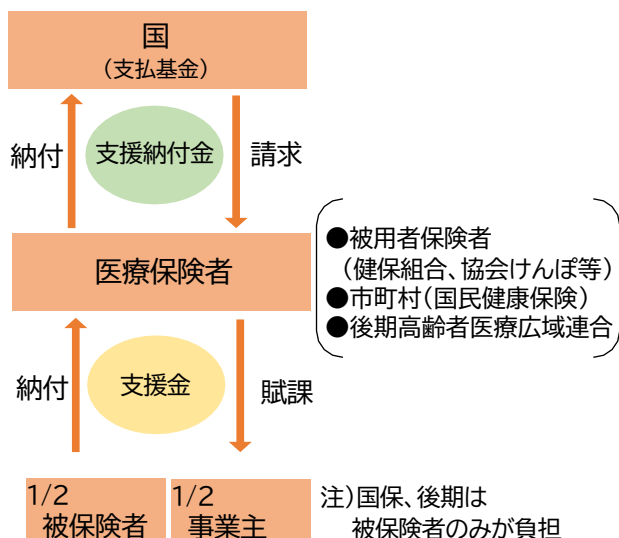 国
（支払基金）
納付
支援納付金
請求
医療保険者
●被用者保険者
（健保組合、協会けんぽ等）
●市町村（国民健康保険）
●後期高齢者医療広域連合
納付
支援金
賦課
1/2
被保険者
1/2
事業主
注）国保、後期は
被保険者のみが負担